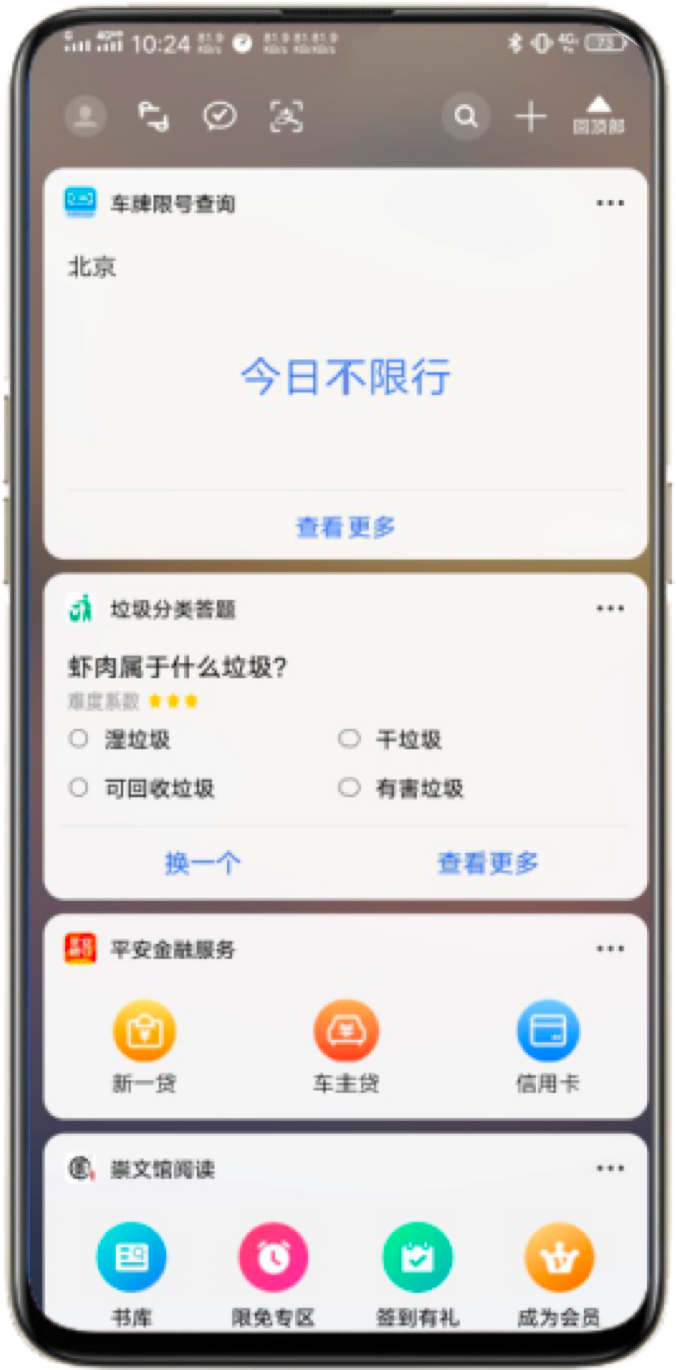 10:24
73
回顶部
车牌限号查询
北京
今日不限行
查看更多
垃圾分类答题
虾肉属于什么垃圾?
难度系数
湿垃圾 干垃圾
可回收垃圾 有害垃圾
换一个 查看更多
平安金融服务
新一贷 车主贷 信用卡
崇文馆阅读
书库 限免专区 签到有礼 成为会员